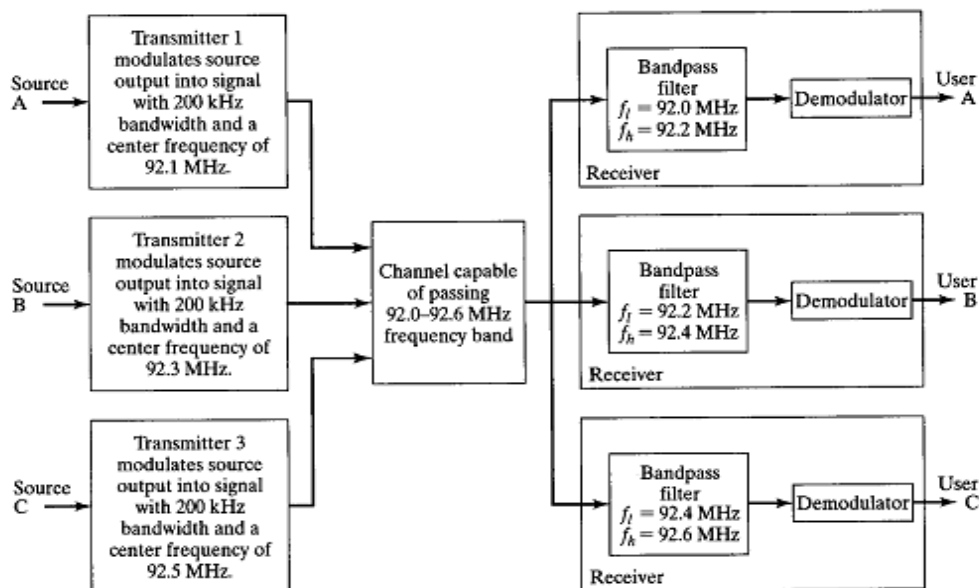 Source
A
Transmitter 1
modulates source
output into signal
with 200 kHz
bandwidth and a
center frequency of
92.1 MHz.
Source
B
Transmitter 2
modulates source
output into signal
with 200 kHz
bandwidth and a
center frequency of
92.3 MHz.
Source
C
Transmitter 3
modulates source
output into signal
with 200 kHz
bandwidth and a
center frequency of
92.5 MHz.
Channel capable
of passing
92.0–92.6 MHz
frequency band
Bandpass
filter
f_l = 92.0 MHz
f_h = 92.2 MHz
Demodulator
Receiver
User
A
Bandpass
filter
f_l = 92.2 MHz
f_h = 92.4 MHz
Demodulator
Receiver
User
B
Bandpass
filter
f_l = 92.4 MHz
f_h = 92.6 MHz
Demodulator
Receiver
User
C